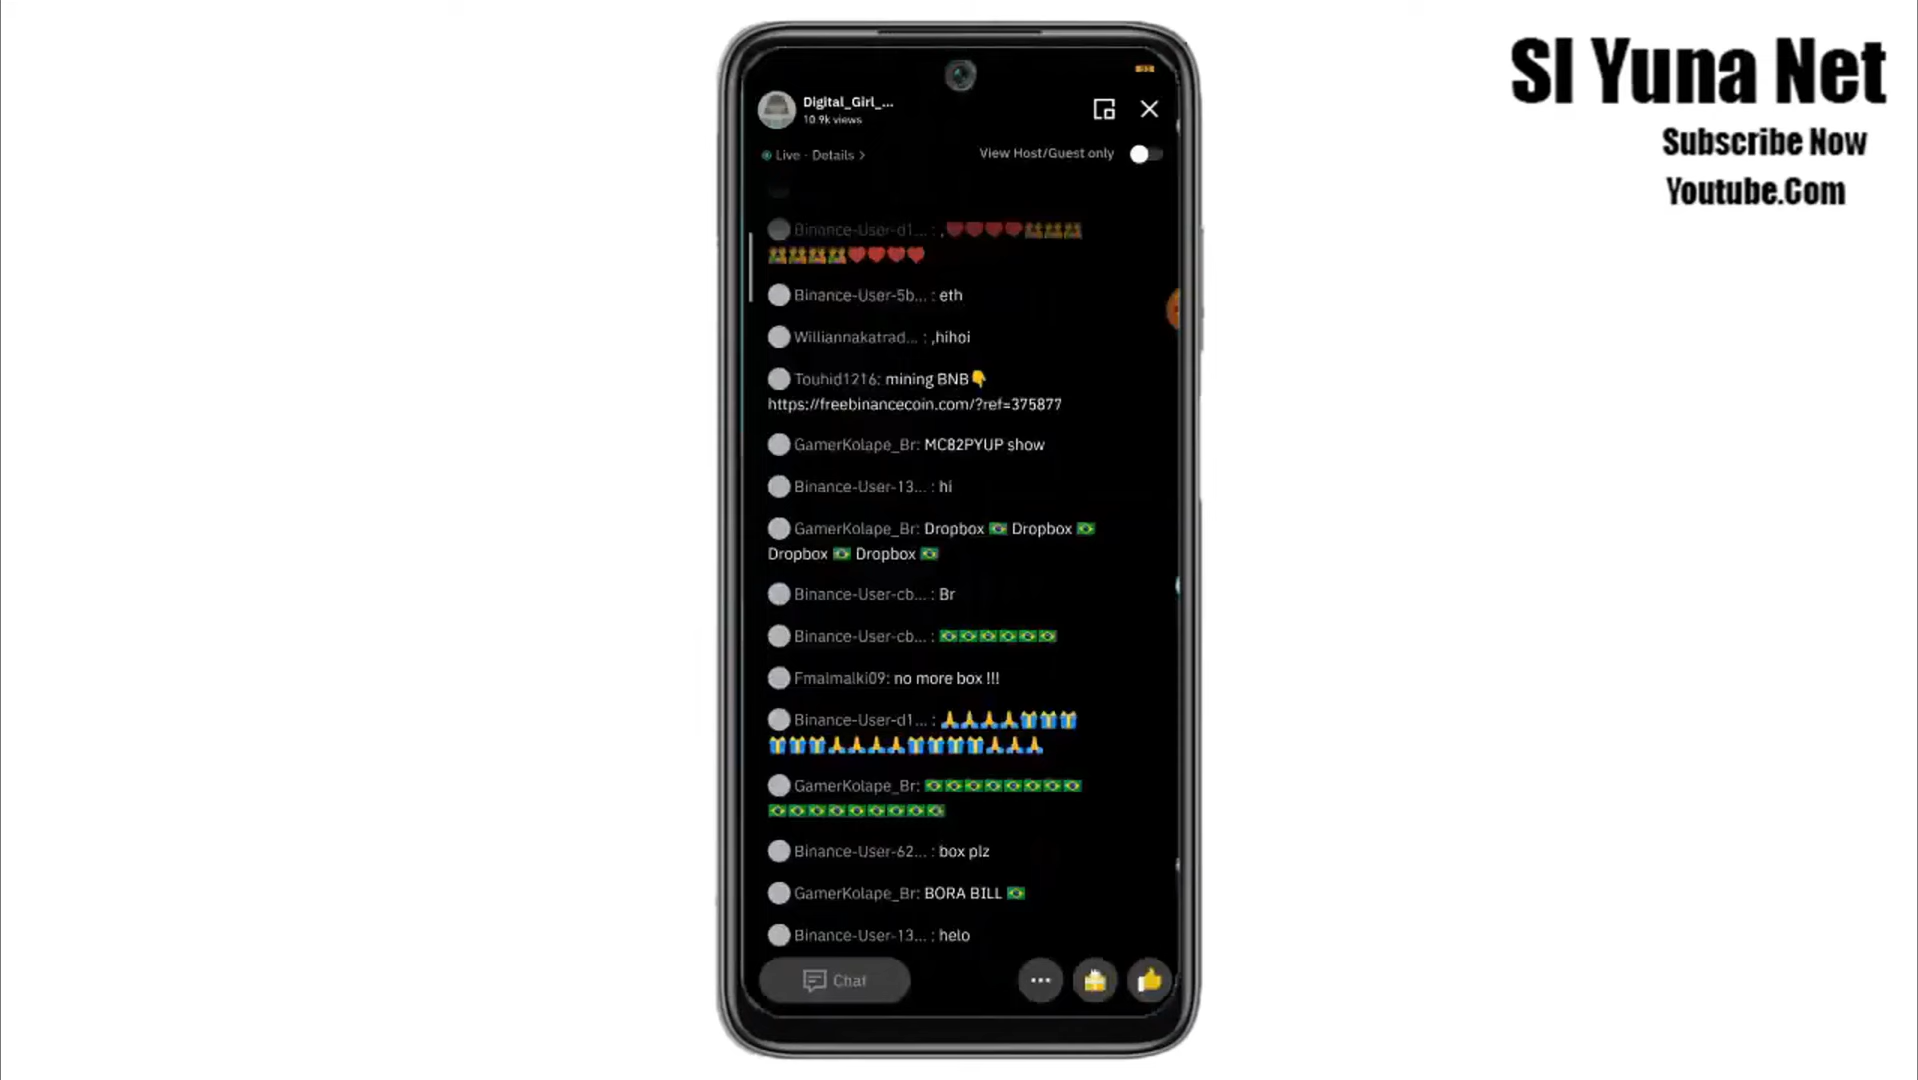 SI Yuna Net
Subscribe Now
Youtube.Com
Digital_Girl_...
10.9k views
Live - Details >
View Host/Guest only
Binance-User-d1... : ,❤❤❤❤
❤❤❤❤
Binance-User-5b... : eth
Williannakatrad... : ,hihoi
Touhid1216: mining BNB👇
https://freebinancecoin.com/?ref=375877
GamerKolape_Br: MC82PYUP show
Binance-User-13... : hi
GamerKolape_Br: Dropbox 🇧🇷 Dropbox 🇧🇷
Dropbox 🇧🇷 Dropbox 🇧🇷
Binance-User-cb... : Br
Binance-User-cb... : 🇧🇷🇧🇷🇧🇷🇧🇷🇧🇷🇧🇷
Fmalmalki09: no more box !!!
Binance-User-d1... : 🙏🙏🙏🙏🎁🎁🎁
🎁🎁🎁🙏🙏🙏🙏🎁🎁🎁🎁🙏🙏🙏
GamerKolape_Br: 🇧🇷🇧🇷🇧🇷🇧🇷🇧🇷🇧🇷🇧🇷🇧🇷
🇧🇷🇧🇷🇧🇷🇧🇷🇧🇷🇧🇷🇧🇷🇧🇷🇧🇷
Binance-User-62... : box plz
GamerKolape_Br: BORA BILL 🇧🇷
Binance-User-13... : helo
Chat